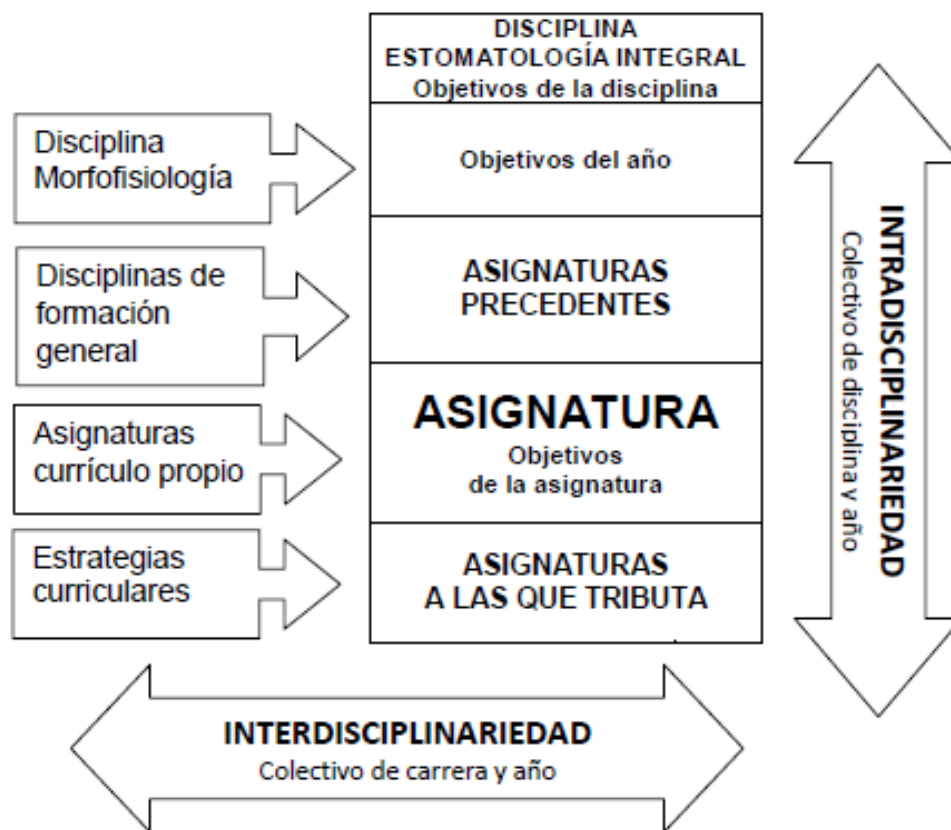 DISCIPLINA
ESTOMATOLOGÍA INTEGRAL
Objetivos de la disciplina
Disciplina
Morfofisiología
Objetivos del año
Disciplinas de
formación
general
ASIGNATURAS
PRECEDENTES
Asignaturas
currículo propio
ASIGNATURA
Objetivos
de la asignatura
Estrategias
curriculares
ASIGNATURAS
A LAS QUE TRIBUTA
INTRADISCIPLINARIEDAD
Colectivo de disciplina y año
INTERDISCIPLINARIEDAD
Colectivo de carrera y año